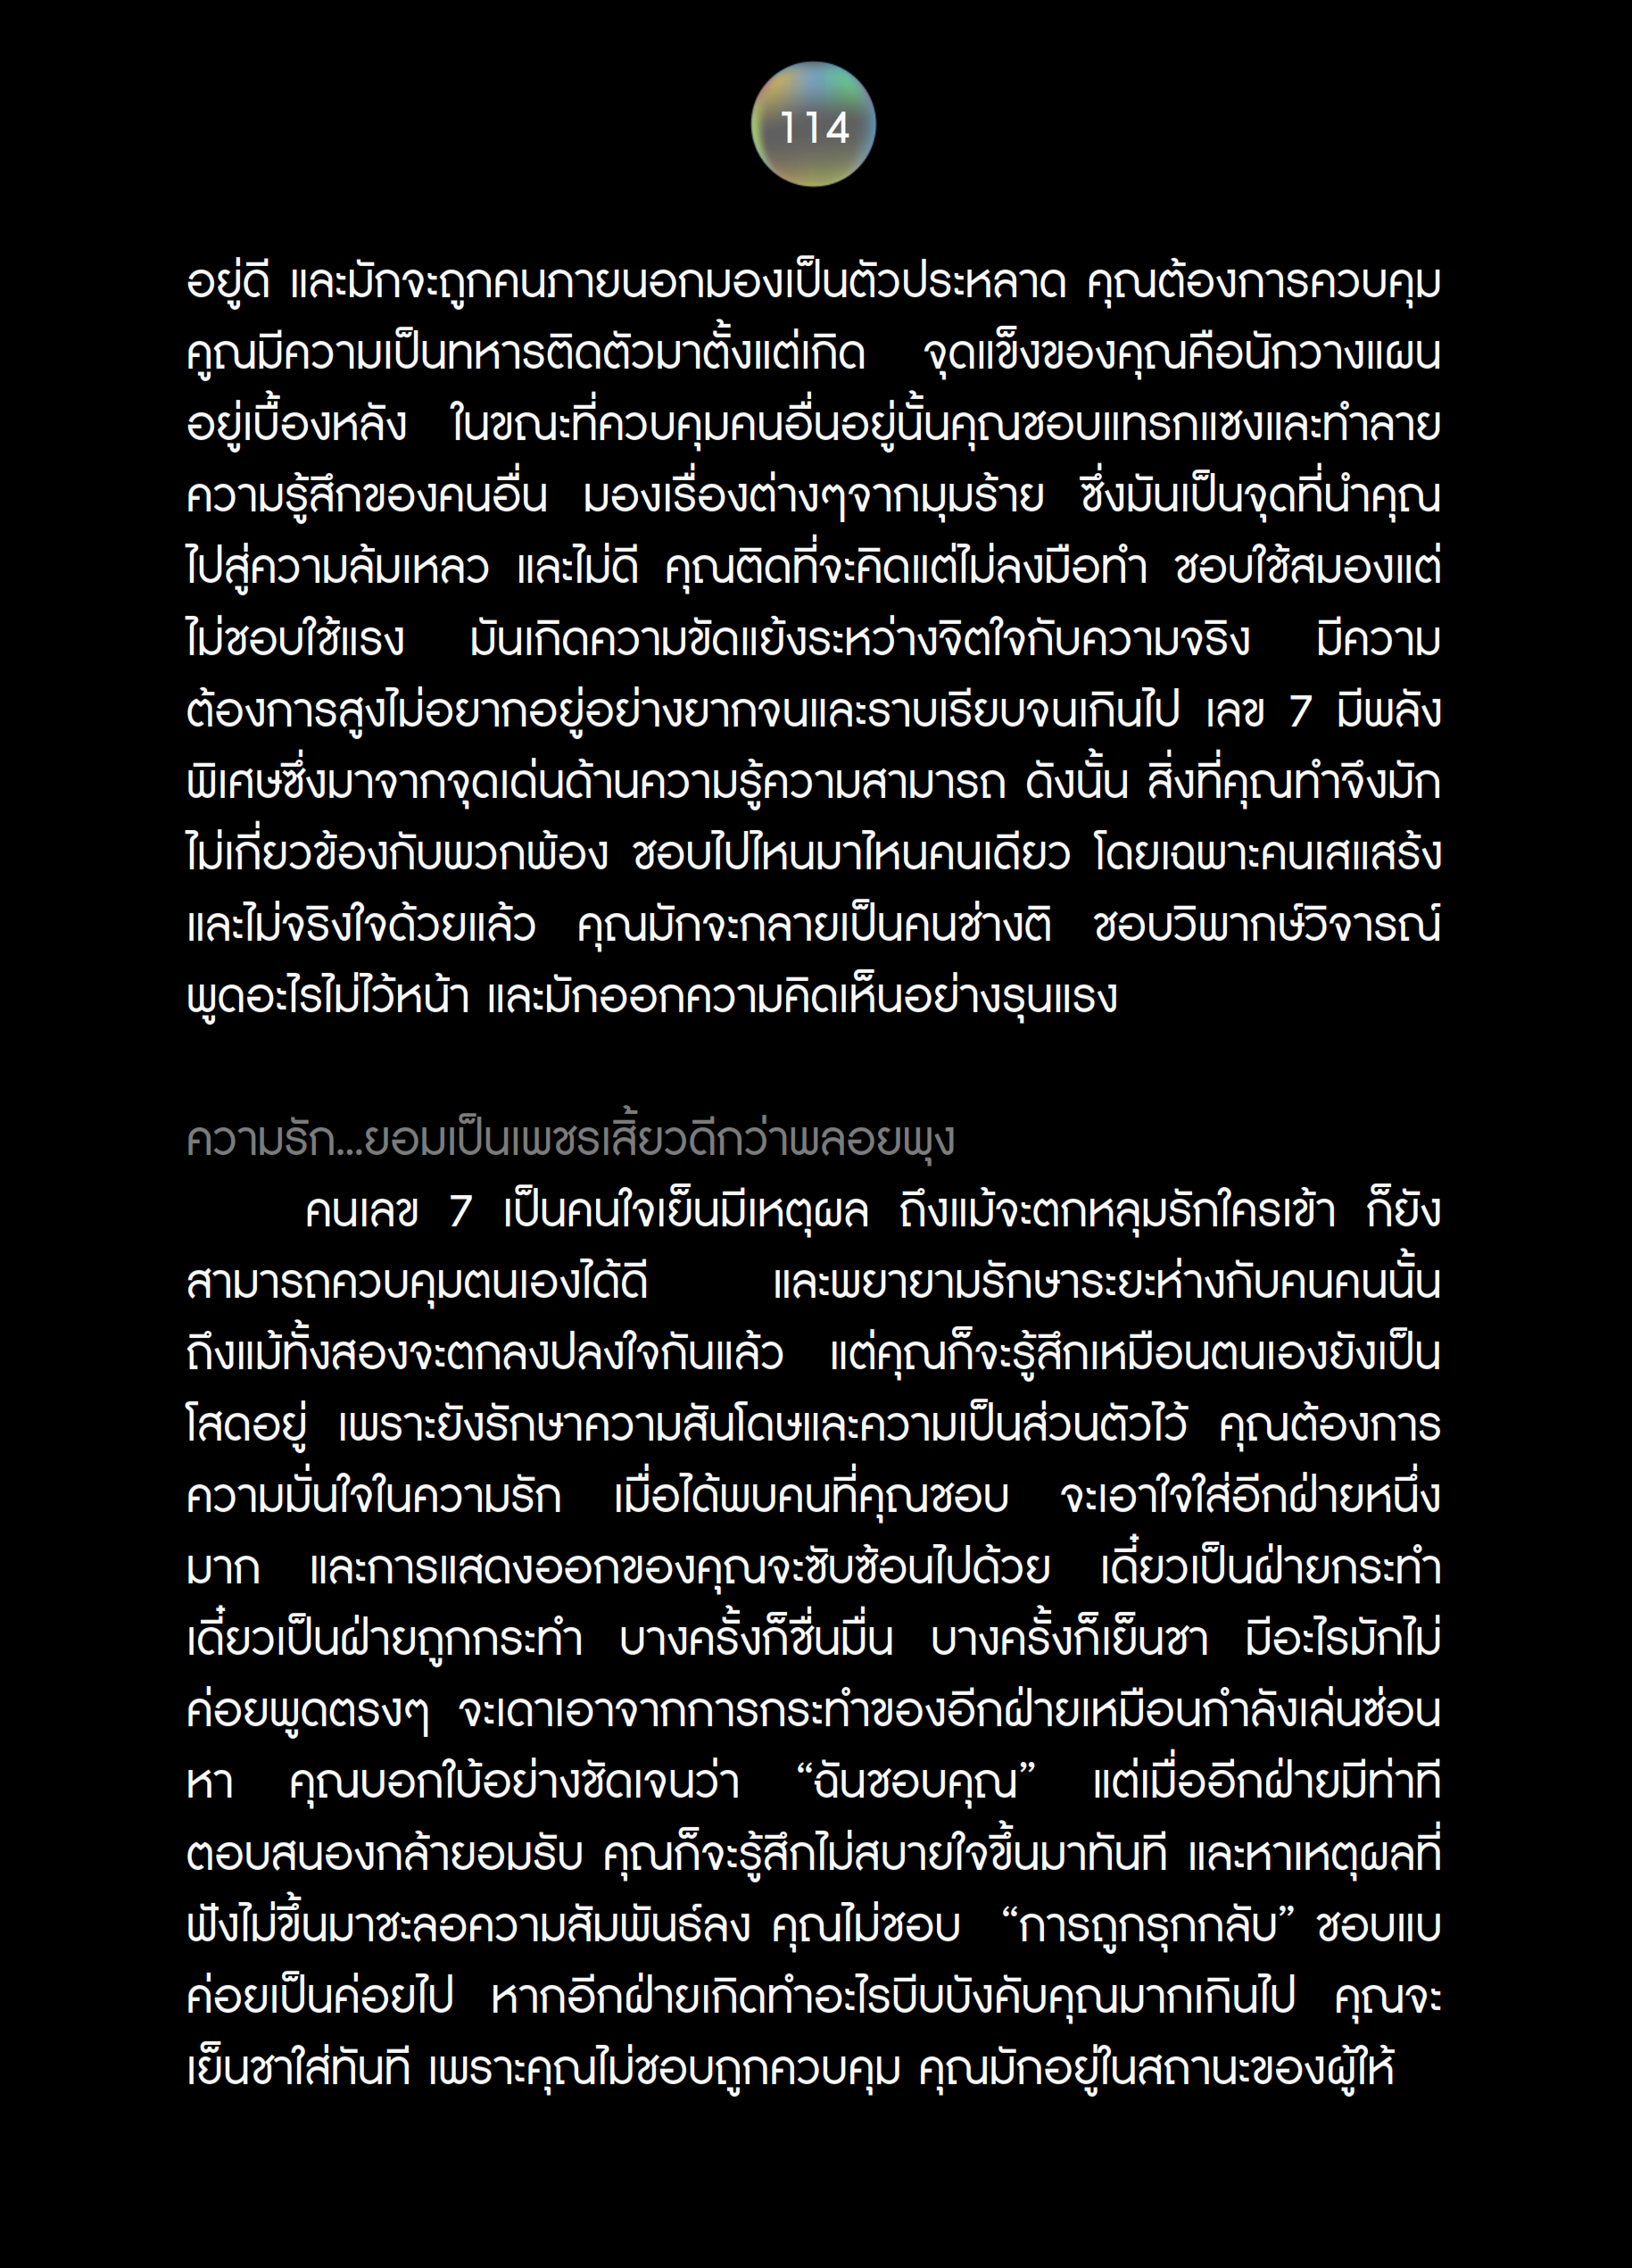 114
อยู่ดี และมักจะถูกคนภายนอกมองเป็นตัวประหลาด คุณต้องการควบคุม
คูณมีความเป็นทหารติดตัวมาตั้งแต่เกิด จุดแข็งของคุณคือนักวางแผน
อยู่เบื้องหลัง ในขณะที่ควบคุมคนอื่นอยู่นั้นคุณชอบแทรกแซงและทำลาย
ความรู้สึกของคนอื่น มองเรื่องต่างๆจากมุมร้าย ซึ่งมันเป็นจุดที่นำคุณ
ไปสู่ความล้มเหลว และไม่ดี คุณติดที่จะคิดแต่ไม่ลงมือทำ ชอบใช้สมองแต่
ไม่ชอบใช้แรง มันเกิดความขัดแย้งระหว่างจิตใจกับความจริง มีความ
ต้องการสูงไม่อยากอยู่อย่างยากจนและราบเรียบจนเกินไป เลข 7 มีพลัง
พิเศษซึ่งมาจากจุดเด่นด้านความรู้ความสามารถ ดังนั้น สิ่งที่คุณทำจึงมัก
ไม่เกี่ยวข้องกับพวกพ้อง ชอบไปไหนมาไหนคนเดียว โดยเฉพาะคนเสแสร้ง
และไม่จริงใจด้วยแล้ว คุณมักจะกลายเป็นคนช่างติ ชอบวิพากษ์วิจารณ์
พูดอะไรไม่ไว้หน้า และมักออกความคิดเห็นอย่างรุนแรง
ความรัก...ยอมเป็นเพชรเสี้ยวดีกว่าพลอยพุง
คนเลข 7 เป็นคนใจเย็นมีเหตุผล ถึงแม้จะตกหลุมรักใครเข้า ก็ยัง
สามารถควบคุมตนเองได้ดี และพยายามรักษาระยะห่างกับคนคนนั้น
ถึงแม้ทั้งสองจะตกลงปลงใจกันแล้ว แต่คุณก็จะรู้สึกเหมือนตนเองยังเป็น
โสดอยู่ เพราะยังรักษาความสันโดษและความเป็นส่วนตัวไว้ คุณต้องการ
ความมั่นใจในความรัก เมื่อได้พบคนที่คุณชอบ จะเอาใจใส่อีกฝ่ายหนึ่ง
มาก และการแสดงออกของคุณจะซับซ้อนไปด้วย เดี๋ยวเป็นฝ่ายกระทำ
เดี๋ยวเป็นฝ่ายถูกกระทำ บางครั้งก็ชื่นมื่น บางครั้งก็เย็นชา มีอะไรมักไม่
ค่อยพูดตรงๆ จะเดาเอาจากการกระทำของอีกฝ่ายเหมือนกำลังเล่นซ่อน
หา คุณบอกใบ้อย่างชัดเจนว่า “ฉันชอบคุณ” แต่เมื่ออีกฝ่ายมีท่าที
ตอบสนองกล้ายอมรับ คุณก็จะรู้สึกไม่สบายใจขึ้นมาทันที และหาเหตุผลที่
ฟังไม่ขึ้นมาชะลอความสัมพันธ์ลง คุณไม่ชอบ “การถูกรุกกลับ” ชอบแบ
ค่อยเป็นค่อยไป หากอีกฝ่ายเกิดทำอะไรบีบบังคับคุณมากเกินไป คุณจะ
เย็นชาใส่ทันที เพราะคุณไม่ชอบถูกควบคุม คุณมักอยู่ในสถานะของผู้ให้